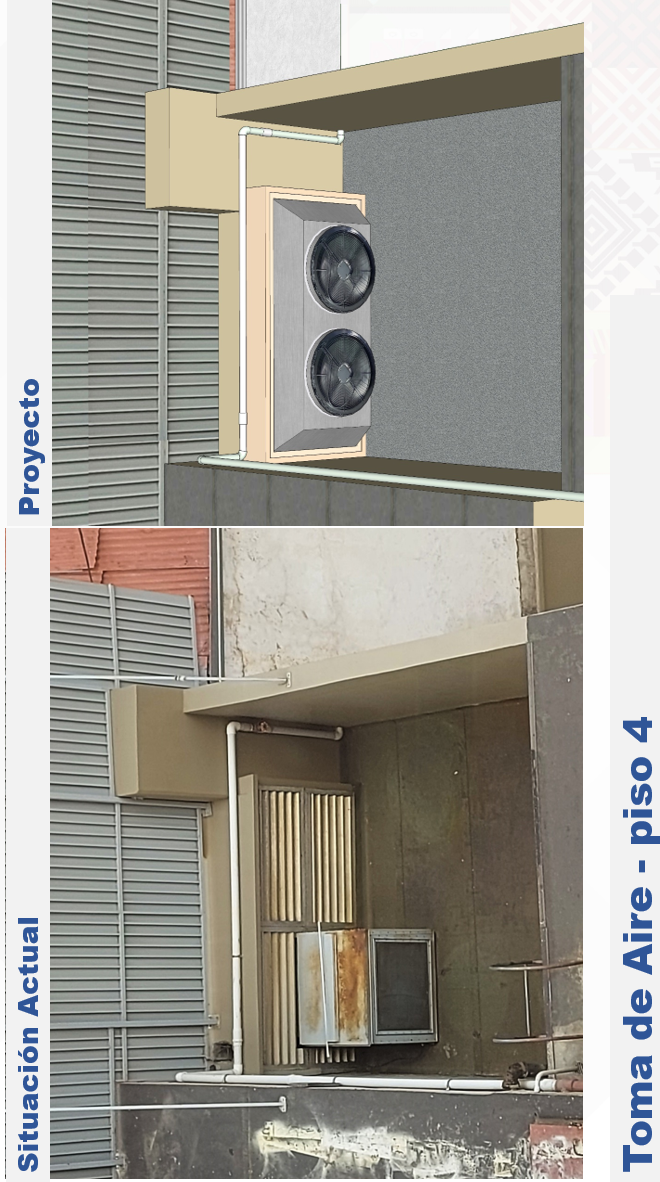 Toma de Aire - piso 4
Situación Actual
Proyecto